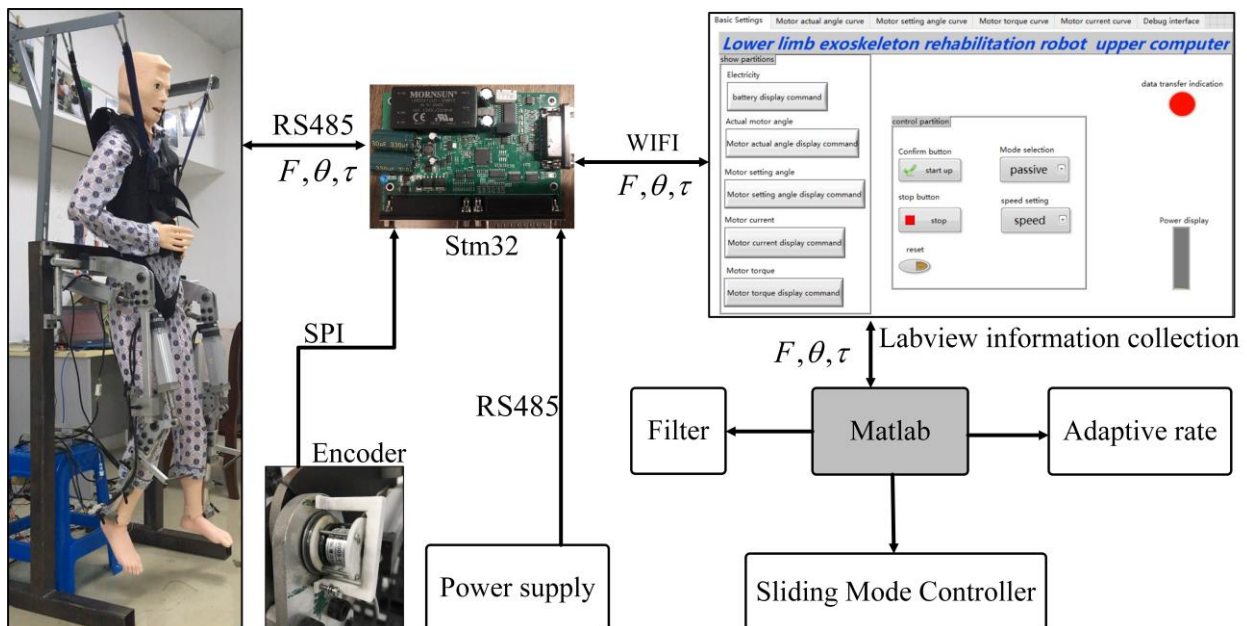 RS485
F, θ, τ
MORNSUN
Stm32
SPI
Encoder
RS485
Power supply
WIFI
F, θ, τ
Basic Settings
Motor actual angle curve
Motor setting angle curve
Motor torque curve
Motor current curve
Debug interface
Lower limb exoskeleton rehabilitation robot upper computer
show partitions
Electricity
battery display command
Actual motor angle
Motor actual angle display command
Motor setting angle
Motor setting angle display command
Motor current
Motor current display command
Motor torque
Motor torque display command
control partition
Confirm button
start up
Mode selection
passive
stop button
stop
speed setting
speed
reset
data transfer indication
Power display
Labview information collection
F, θ, τ
Filter
Matlab
Adaptive rate
Sliding Mode Controller